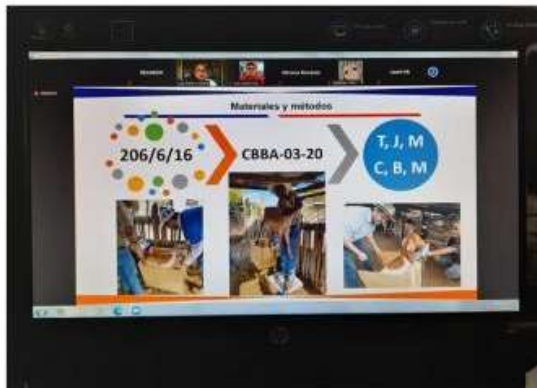 Materiales y métodos
206/6/16
CBBA-03-20
T, J, M
C, B, M